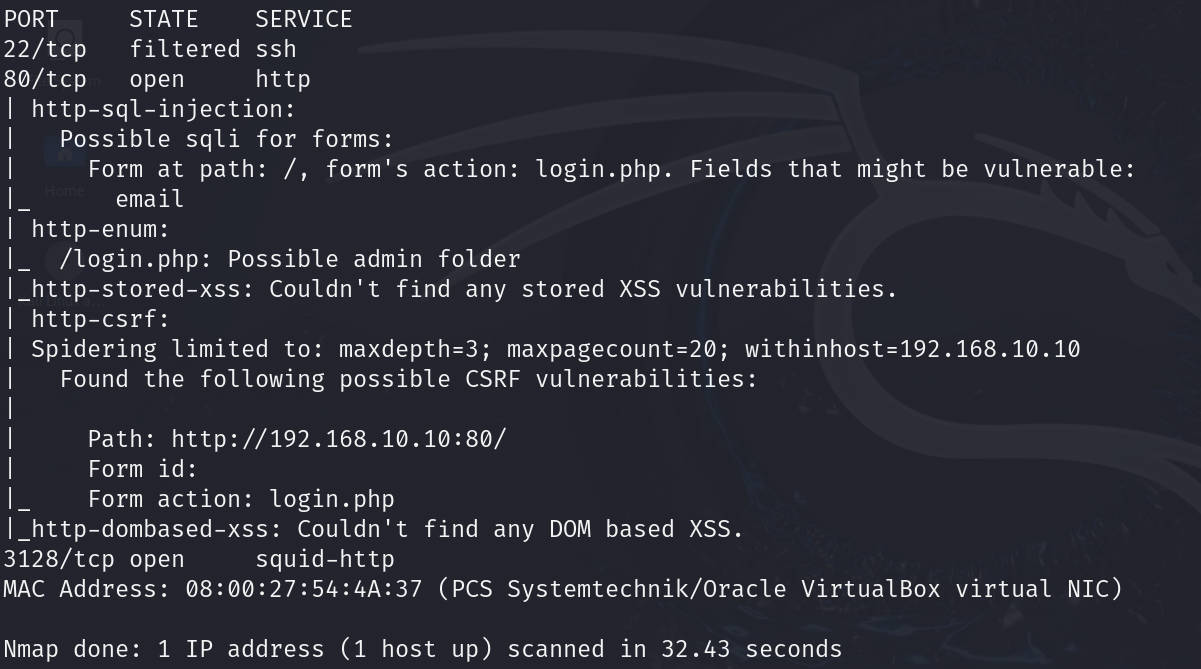 PORT     STATE    SERVICE
22/tcp   filtered ssh
80/tcp   open     http
| http-sql-injection:
|   Possible sqli for forms:
|     Form at path: /, form's action: login.php. Fields that might be vulnerable:
|_      email
| http-enum:
|_  /login.php: Possible admin folder
|_http-stored-xss: Couldn't find any stored XSS vulnerabilities.
| http-csrf:
| Spidering limited to: maxdepth=3; maxpagecount=20; withinhost=192.168.10.10
|   Found the following possible CSRF vulnerabilities:
|
|     Path: http://192.168.10.10:80/
|     Form id:
|_    Form action: login.php
|_http-dombased-xss: Couldn't find any DOM based XSS.
3128/tcp open     squid-http
MAC Address: 08:00:27:54:4A:37 (PCS Systemtechnik/Oracle VirtualBox virtual NIC)

Nmap done: 1 IP address (1 host up) scanned in 32.43 seconds
Home